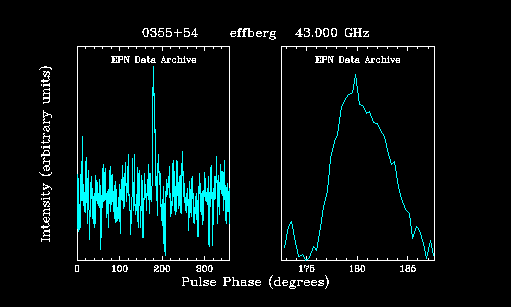 0355+54 effberg 43.000 GHz
EPN Data Archive EPN Data Archive
Intensity (arbitrary units)
0 100 200 300 175 180 185
Pulse Phase (degrees)